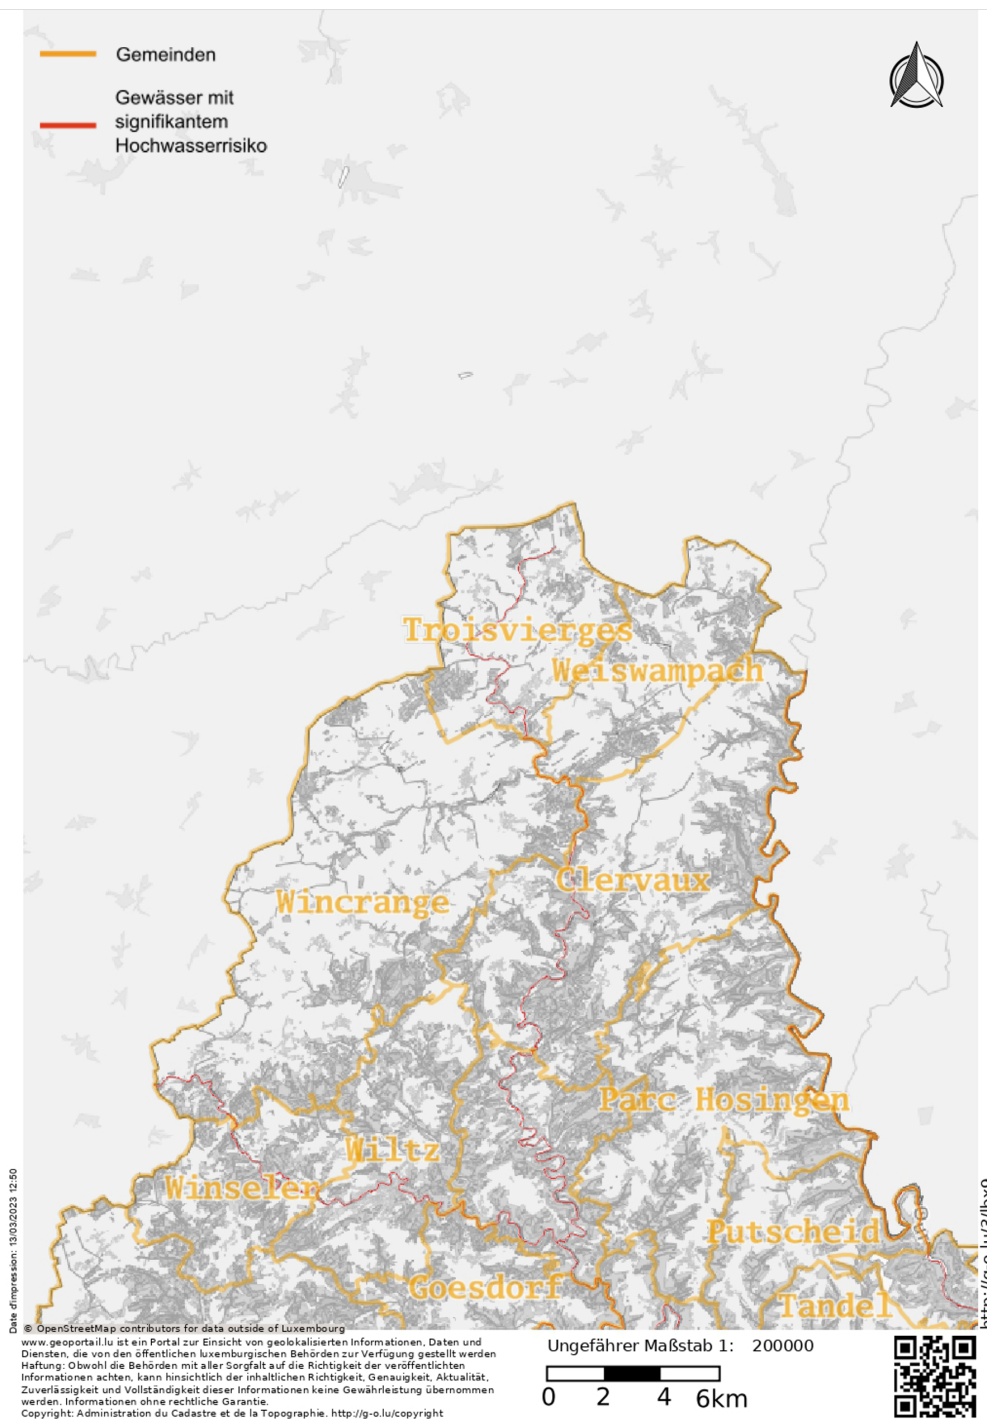 Gemeinden
Gewässer mit
signifikantem
Hochwasserrisiko
Troisvierges
Weiswampach
Clervaux
Wincrange
Parc Hosingen
Wiltz
Winseler
Putscheid
Goesdorf
Tandel
Date d'impression: 13/03/2023 12:50
© OpenStreetMap contributors for data outside of Luxembourg
www.geoportail.lu ist ein Portal zur Einsicht von geolokalisierten Informationen, Daten und
Diensten, die von den öffentlichen luxemburgischen Behörden zur Verfügung gestellt werden
Haftung: Obwohl die Behörden mit aller Sorgfalt auf die Richtigkeit der veröffentlichten
Informationen achten, kann hinsichtlich der inhaltlichen Richtigkeit, Genauigkeit, Aktualität,
Zuverlässigkeit und Vollständigkeit dieser Informationen keine Gewährleistung übernommen
werden. Informationen ohne rechtliche Garantie.
Copyright: Administration du Cadastre et de la Topographie. http://g-o.lu/copyright
Ungefährer Maßstab 1: 200000
0 2 4 6km